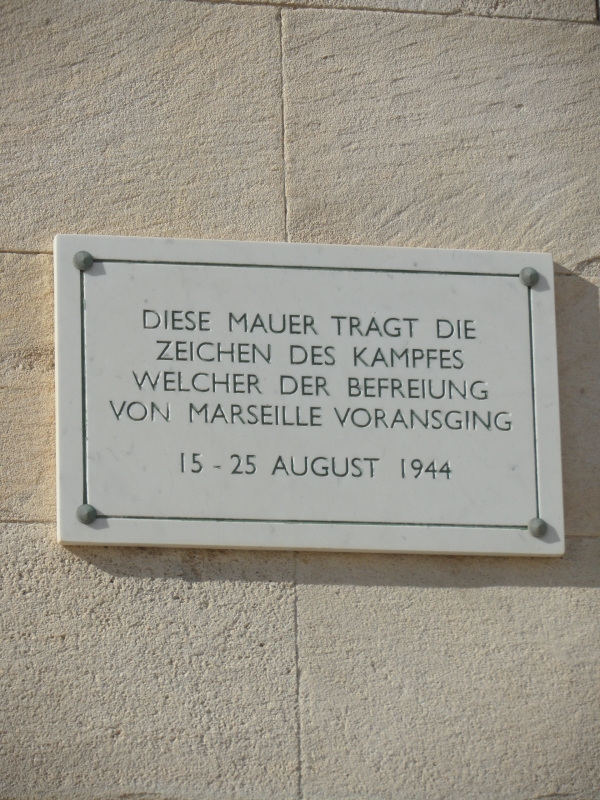 DIESE MAUER TRAGT DIE
ZEICHEN DES KAMPFES
WELCHER DER BEFREIUNG
VON MARSEILLE VORANSGING
15 - 25 AUGUST 1944